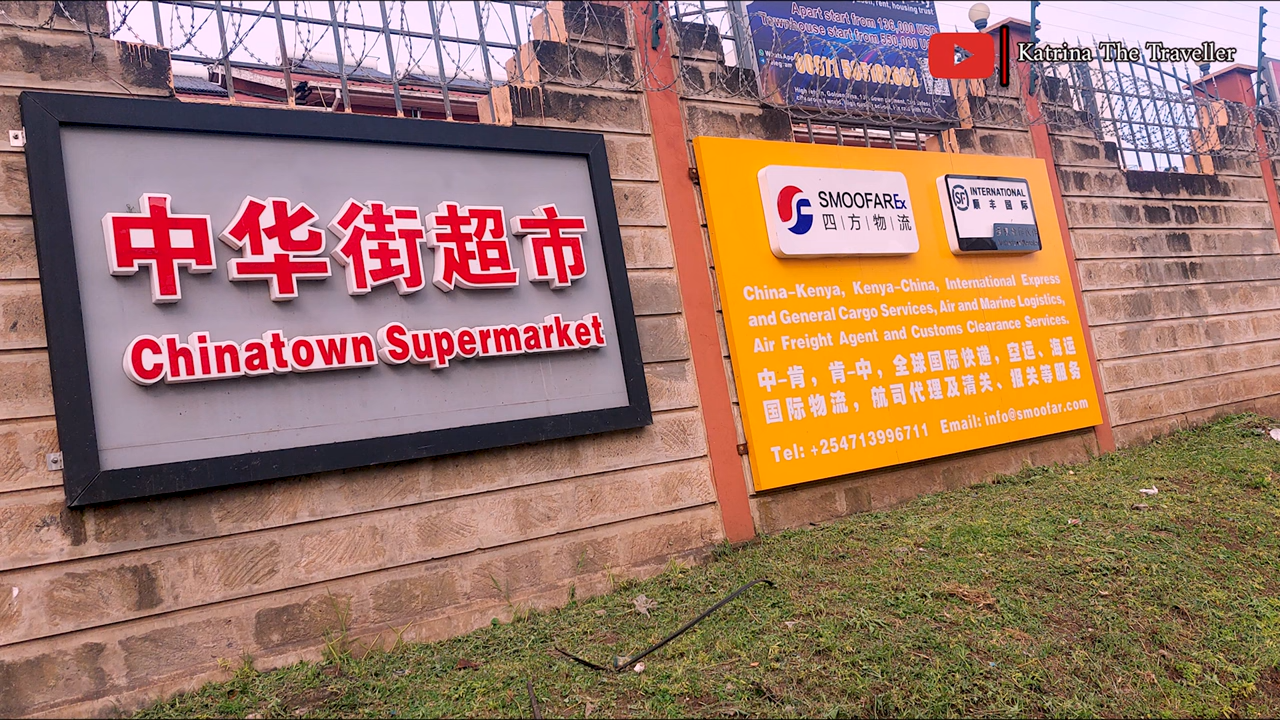 Apart start from 136,000 USD
Townhouse start from 550,000 USD
Katrina The Traveller
中华街超市
Chinatown Supermarket
SMOOFAREx
四|方|物|流
SF INTERNATIONAL
顺丰国际
China-Kenya, Kenya-China, International Express
and General Cargo Services, Air and Marine Logistics,
Air Freight Agent and Customs Clearance Services.
中-肯，肯-中，全球国际快递，空运、海运
国际物流，航司代理及清关、报关等服务
Tel: +254713996711 Email: info@smoofar.com